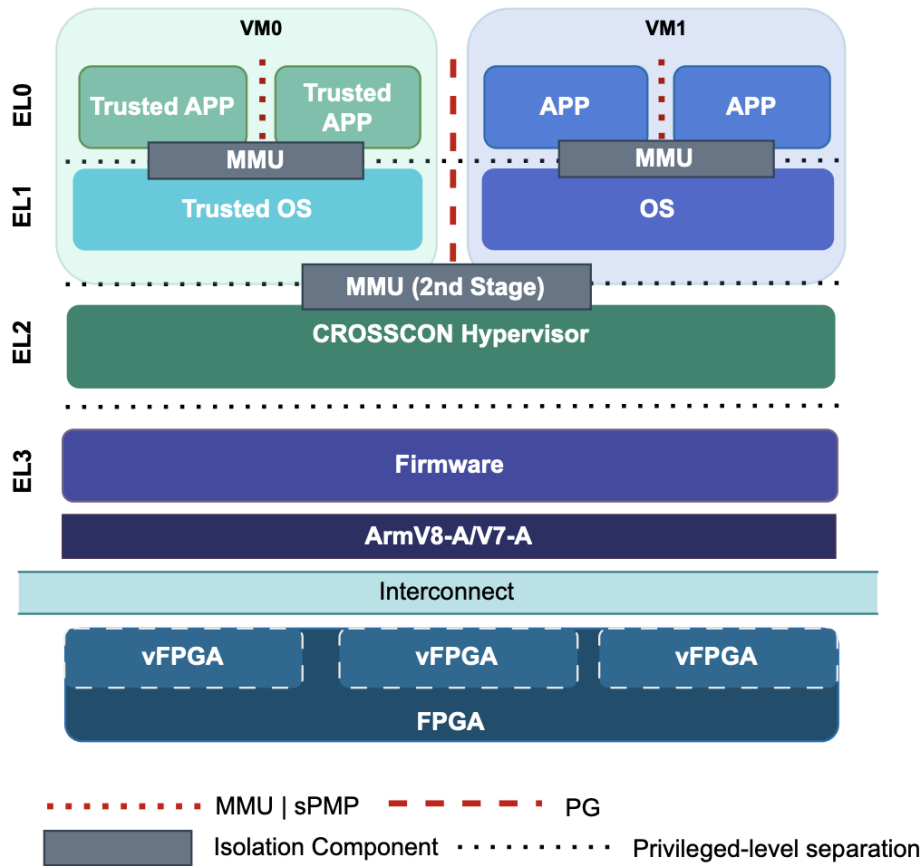 VM0
VM1
EL0
Trusted APP
Trusted
APP
APP
APP
MMU
MMU
EL1
Trusted OS
OS
MMU (2nd Stage)
EL2
CROSSCON Hypervisor
EL3
Firmware
ArmV8-A/V7-A
Interconnect
vFPGA
vFPGA
vFPGA
FPGA
MMU | sPMP
PG
Isolation Component
Privileged-level separation